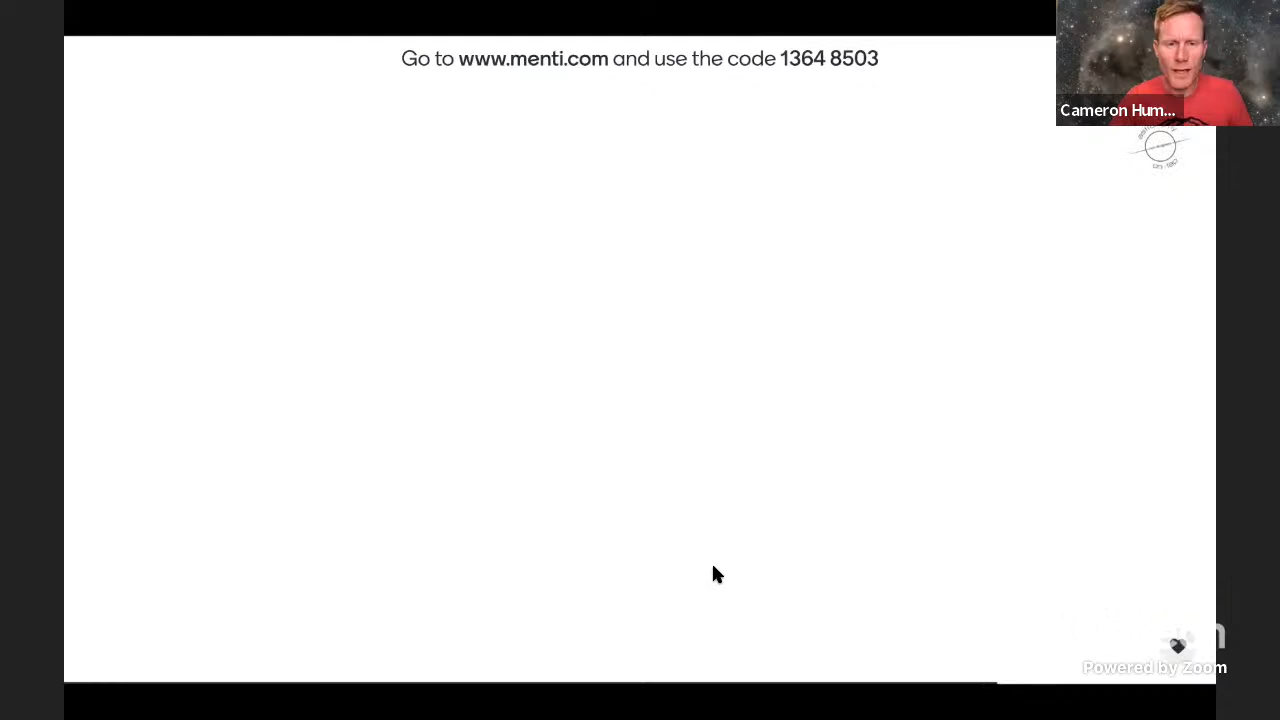 Go to www.menti.com and use the code 1364 8503
Cameron Hum...
Powered by Zoom